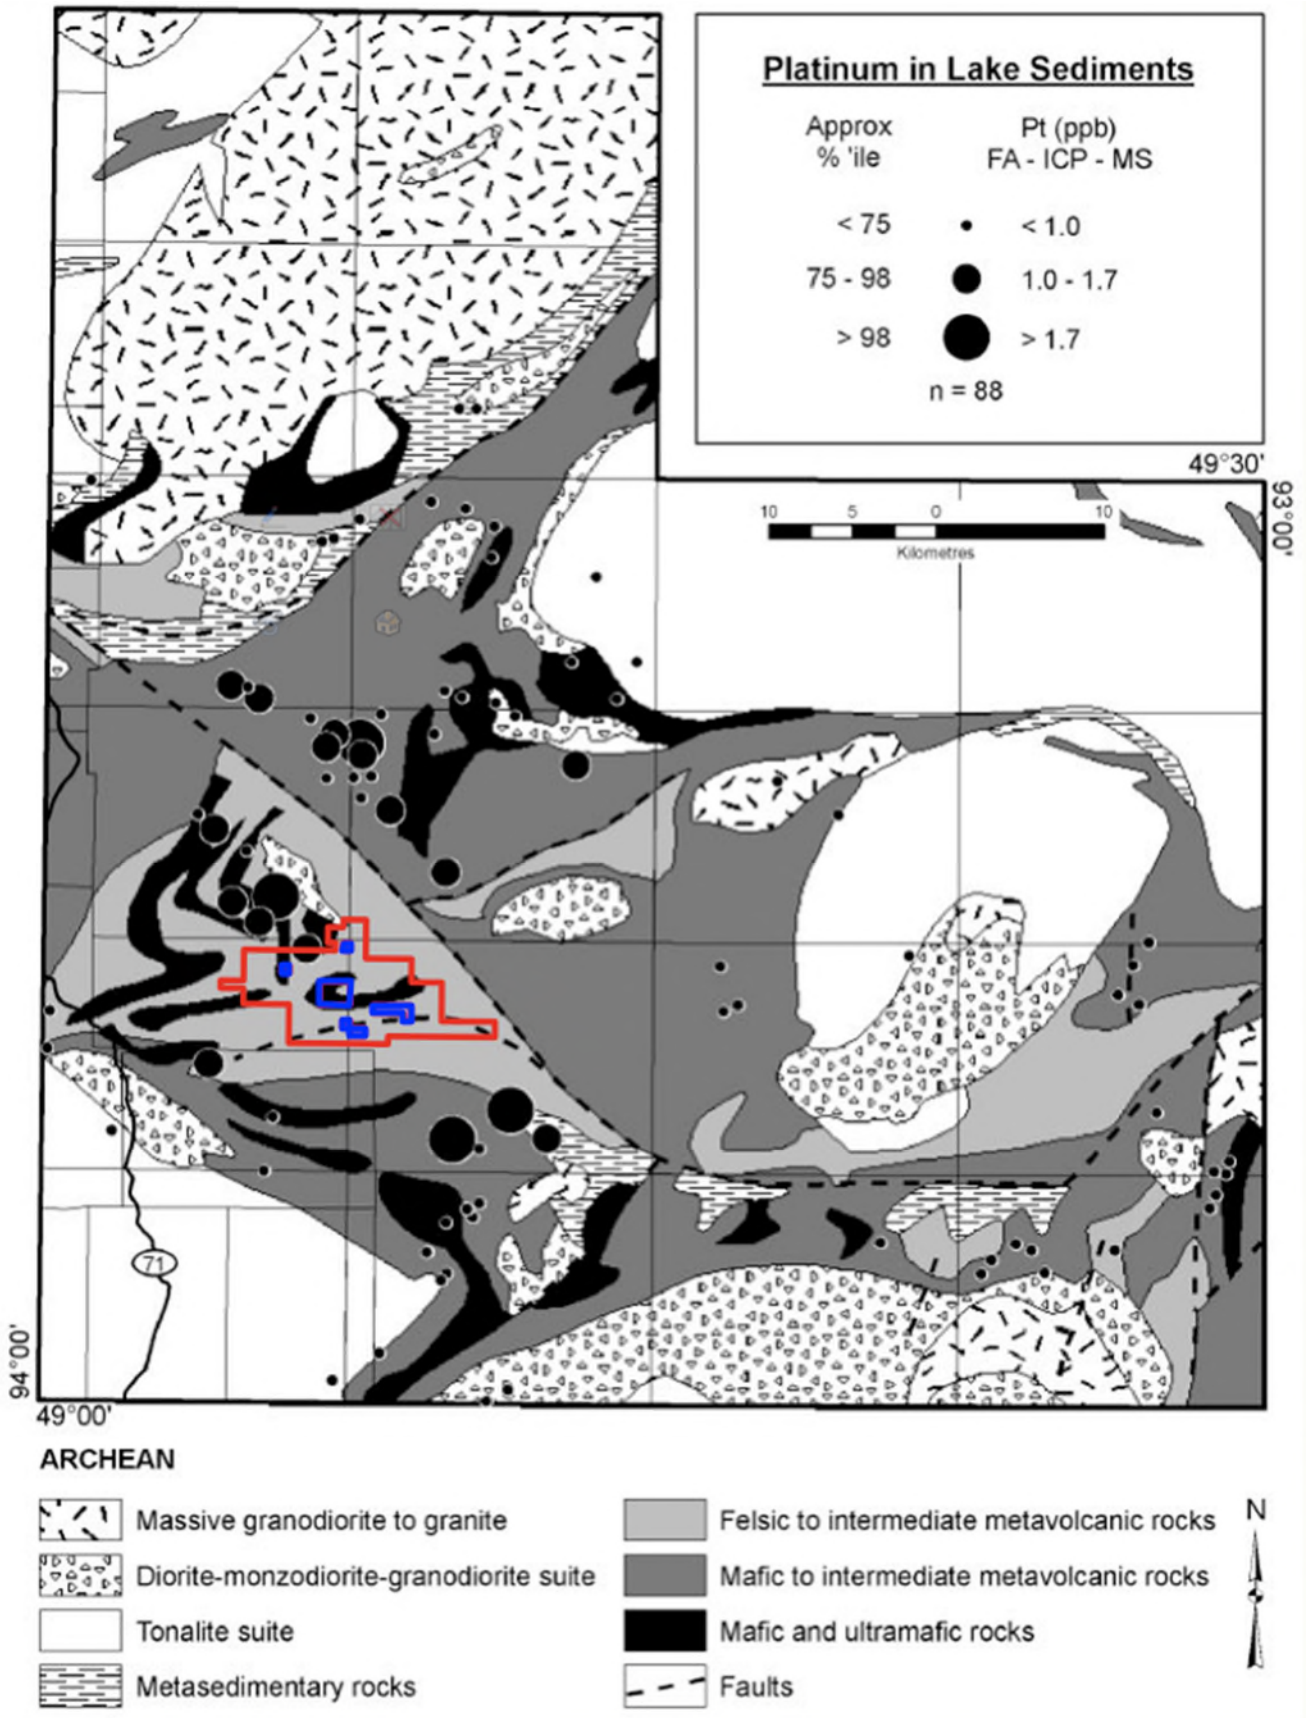 Platinum in Lake Sediments
Approx
% 'ile
Pt (ppb)
FA - ICP - MS
< 75
< 1.0
75 - 98
1.0 - 1.7
> 98
> 1.7
n = 88
49°30'
93°00'
10 5 0 10
Kilometres
71
94°00'
49°00'
ARCHEAN
N
Massive granodiorite to granite
Felsic to intermediate metavolcanic rocks
Diorite-monzodiorite-granodiorite suite
Mafic to intermediate metavolcanic rocks
Tonalite suite
Mafic and ultramafic rocks
Metasedimentary rocks
Faults